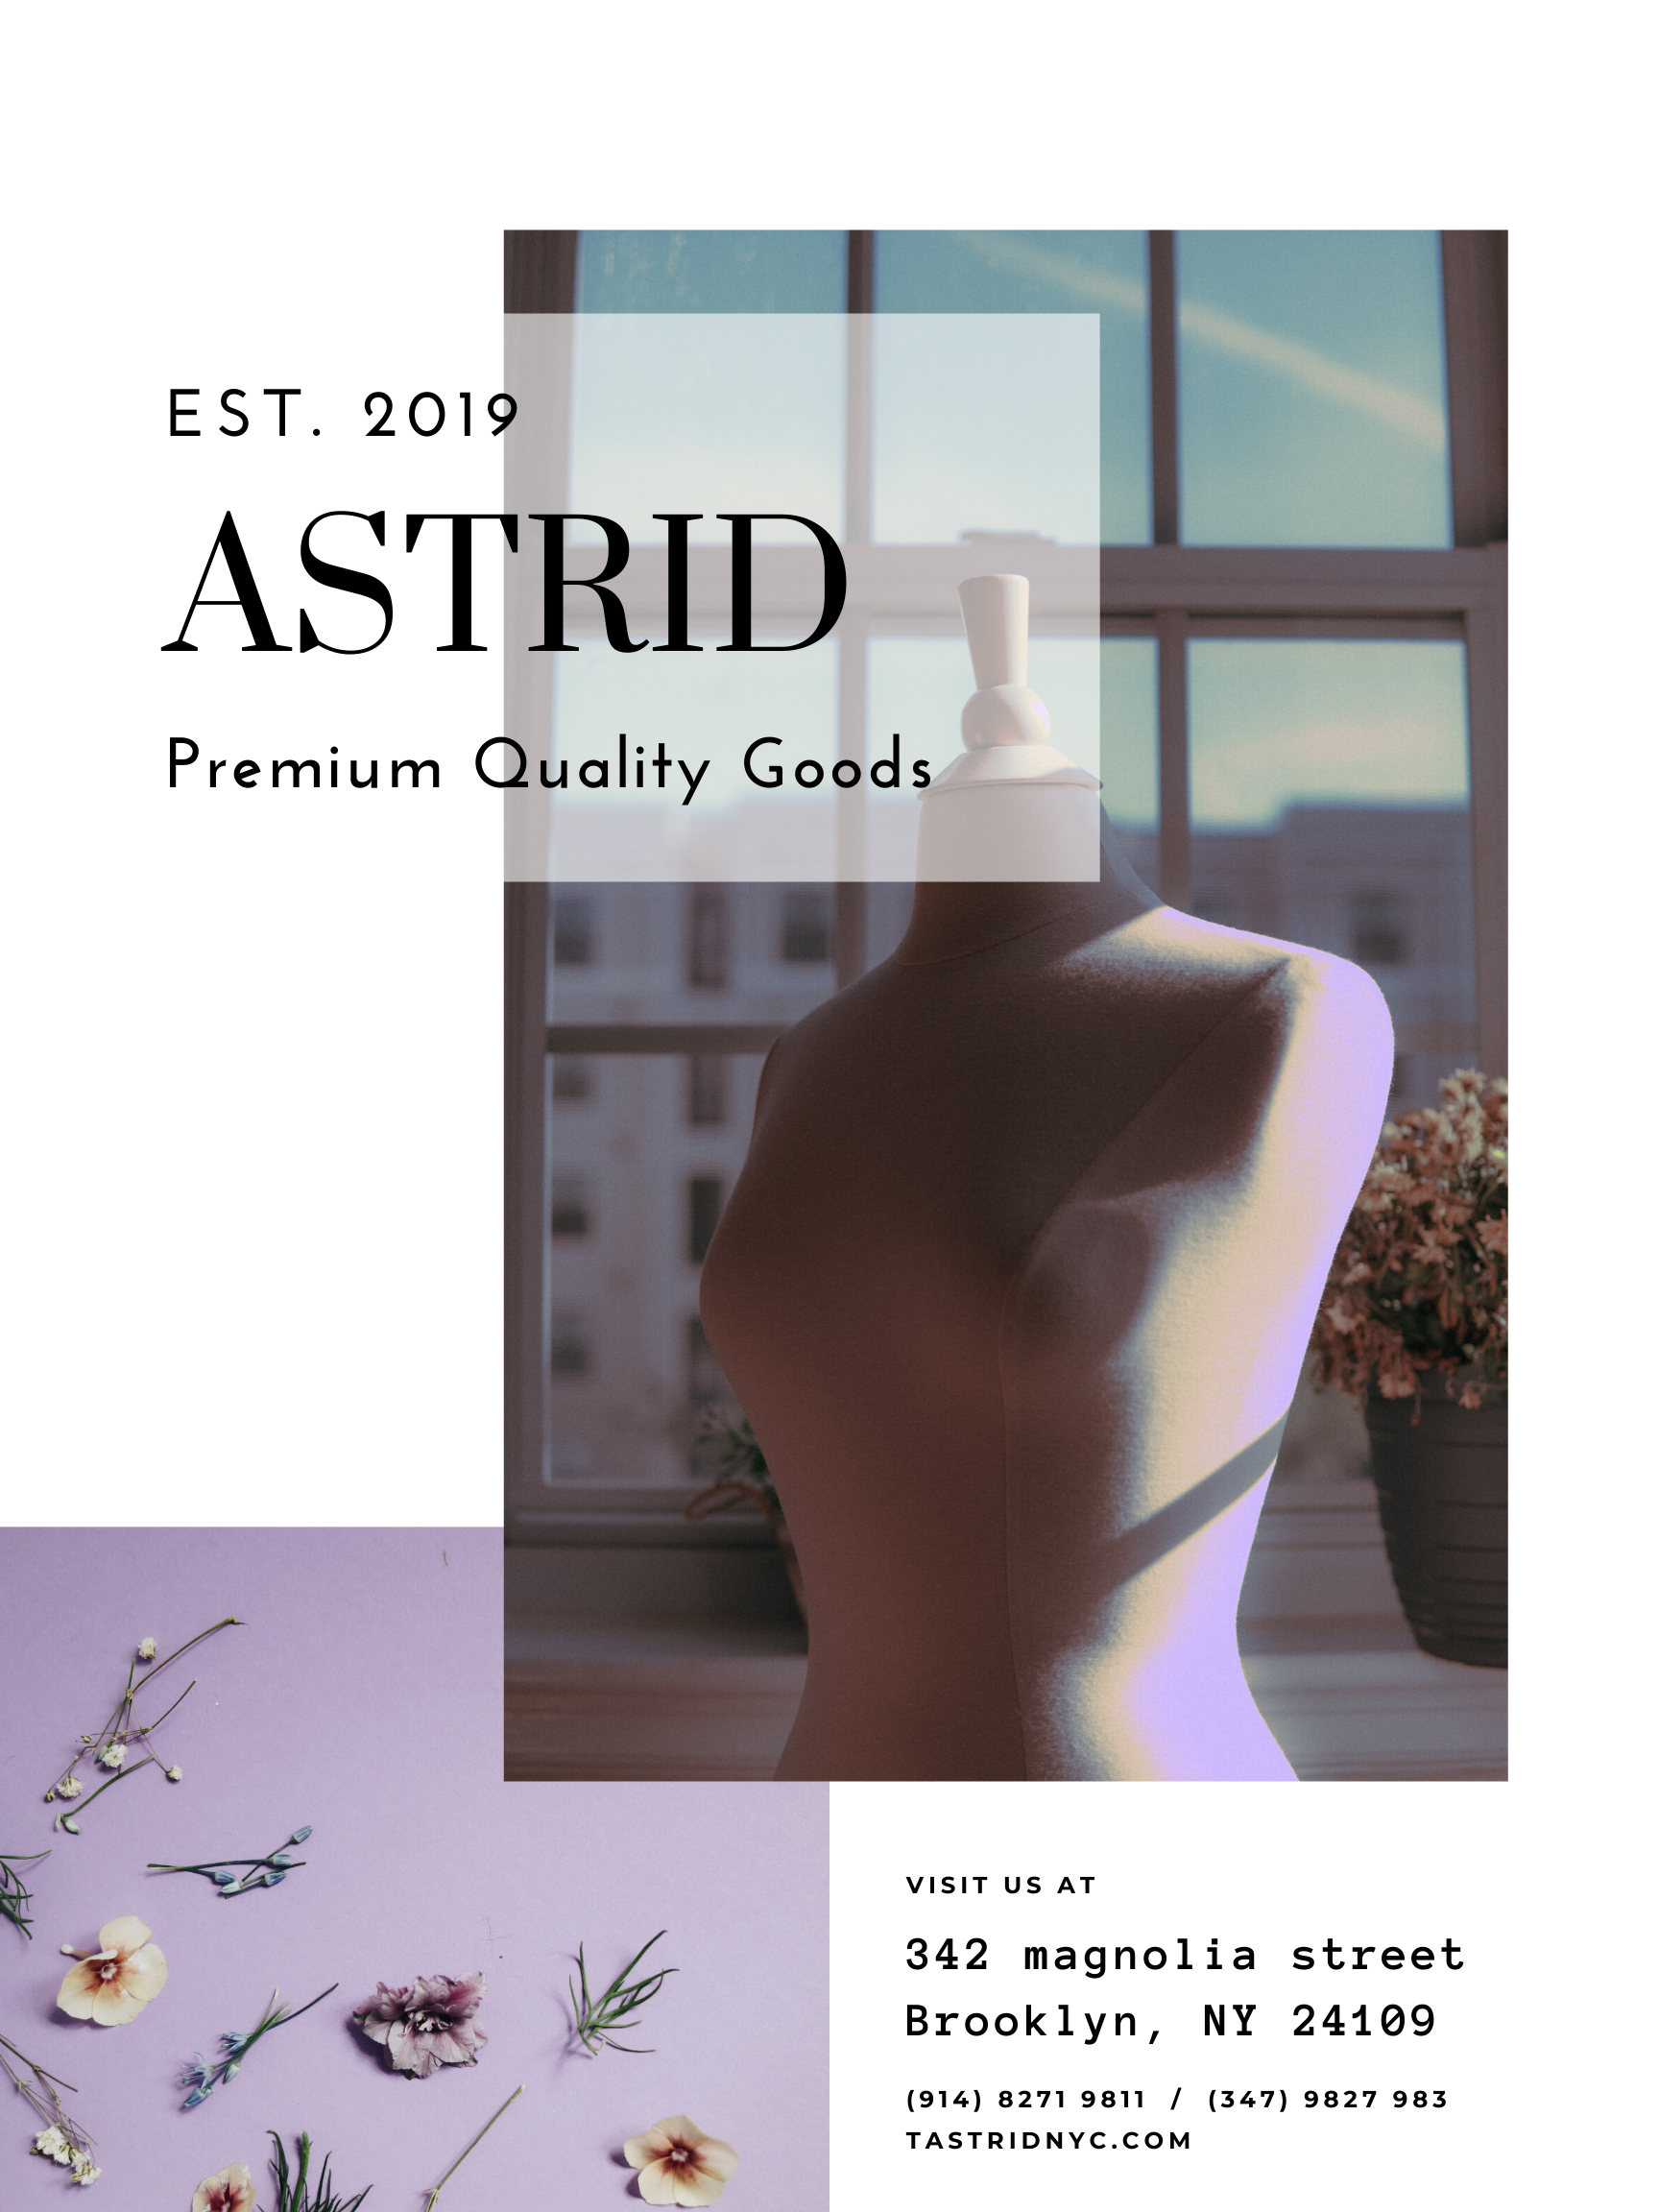 EST. 2019
ASTRID
Premium Quality Goods
VISIT US AT
342 magnolia street
Brooklyn, NY 24109
(914) 8271 9811 / (347) 9827 983
TASTRIDNYC.COM